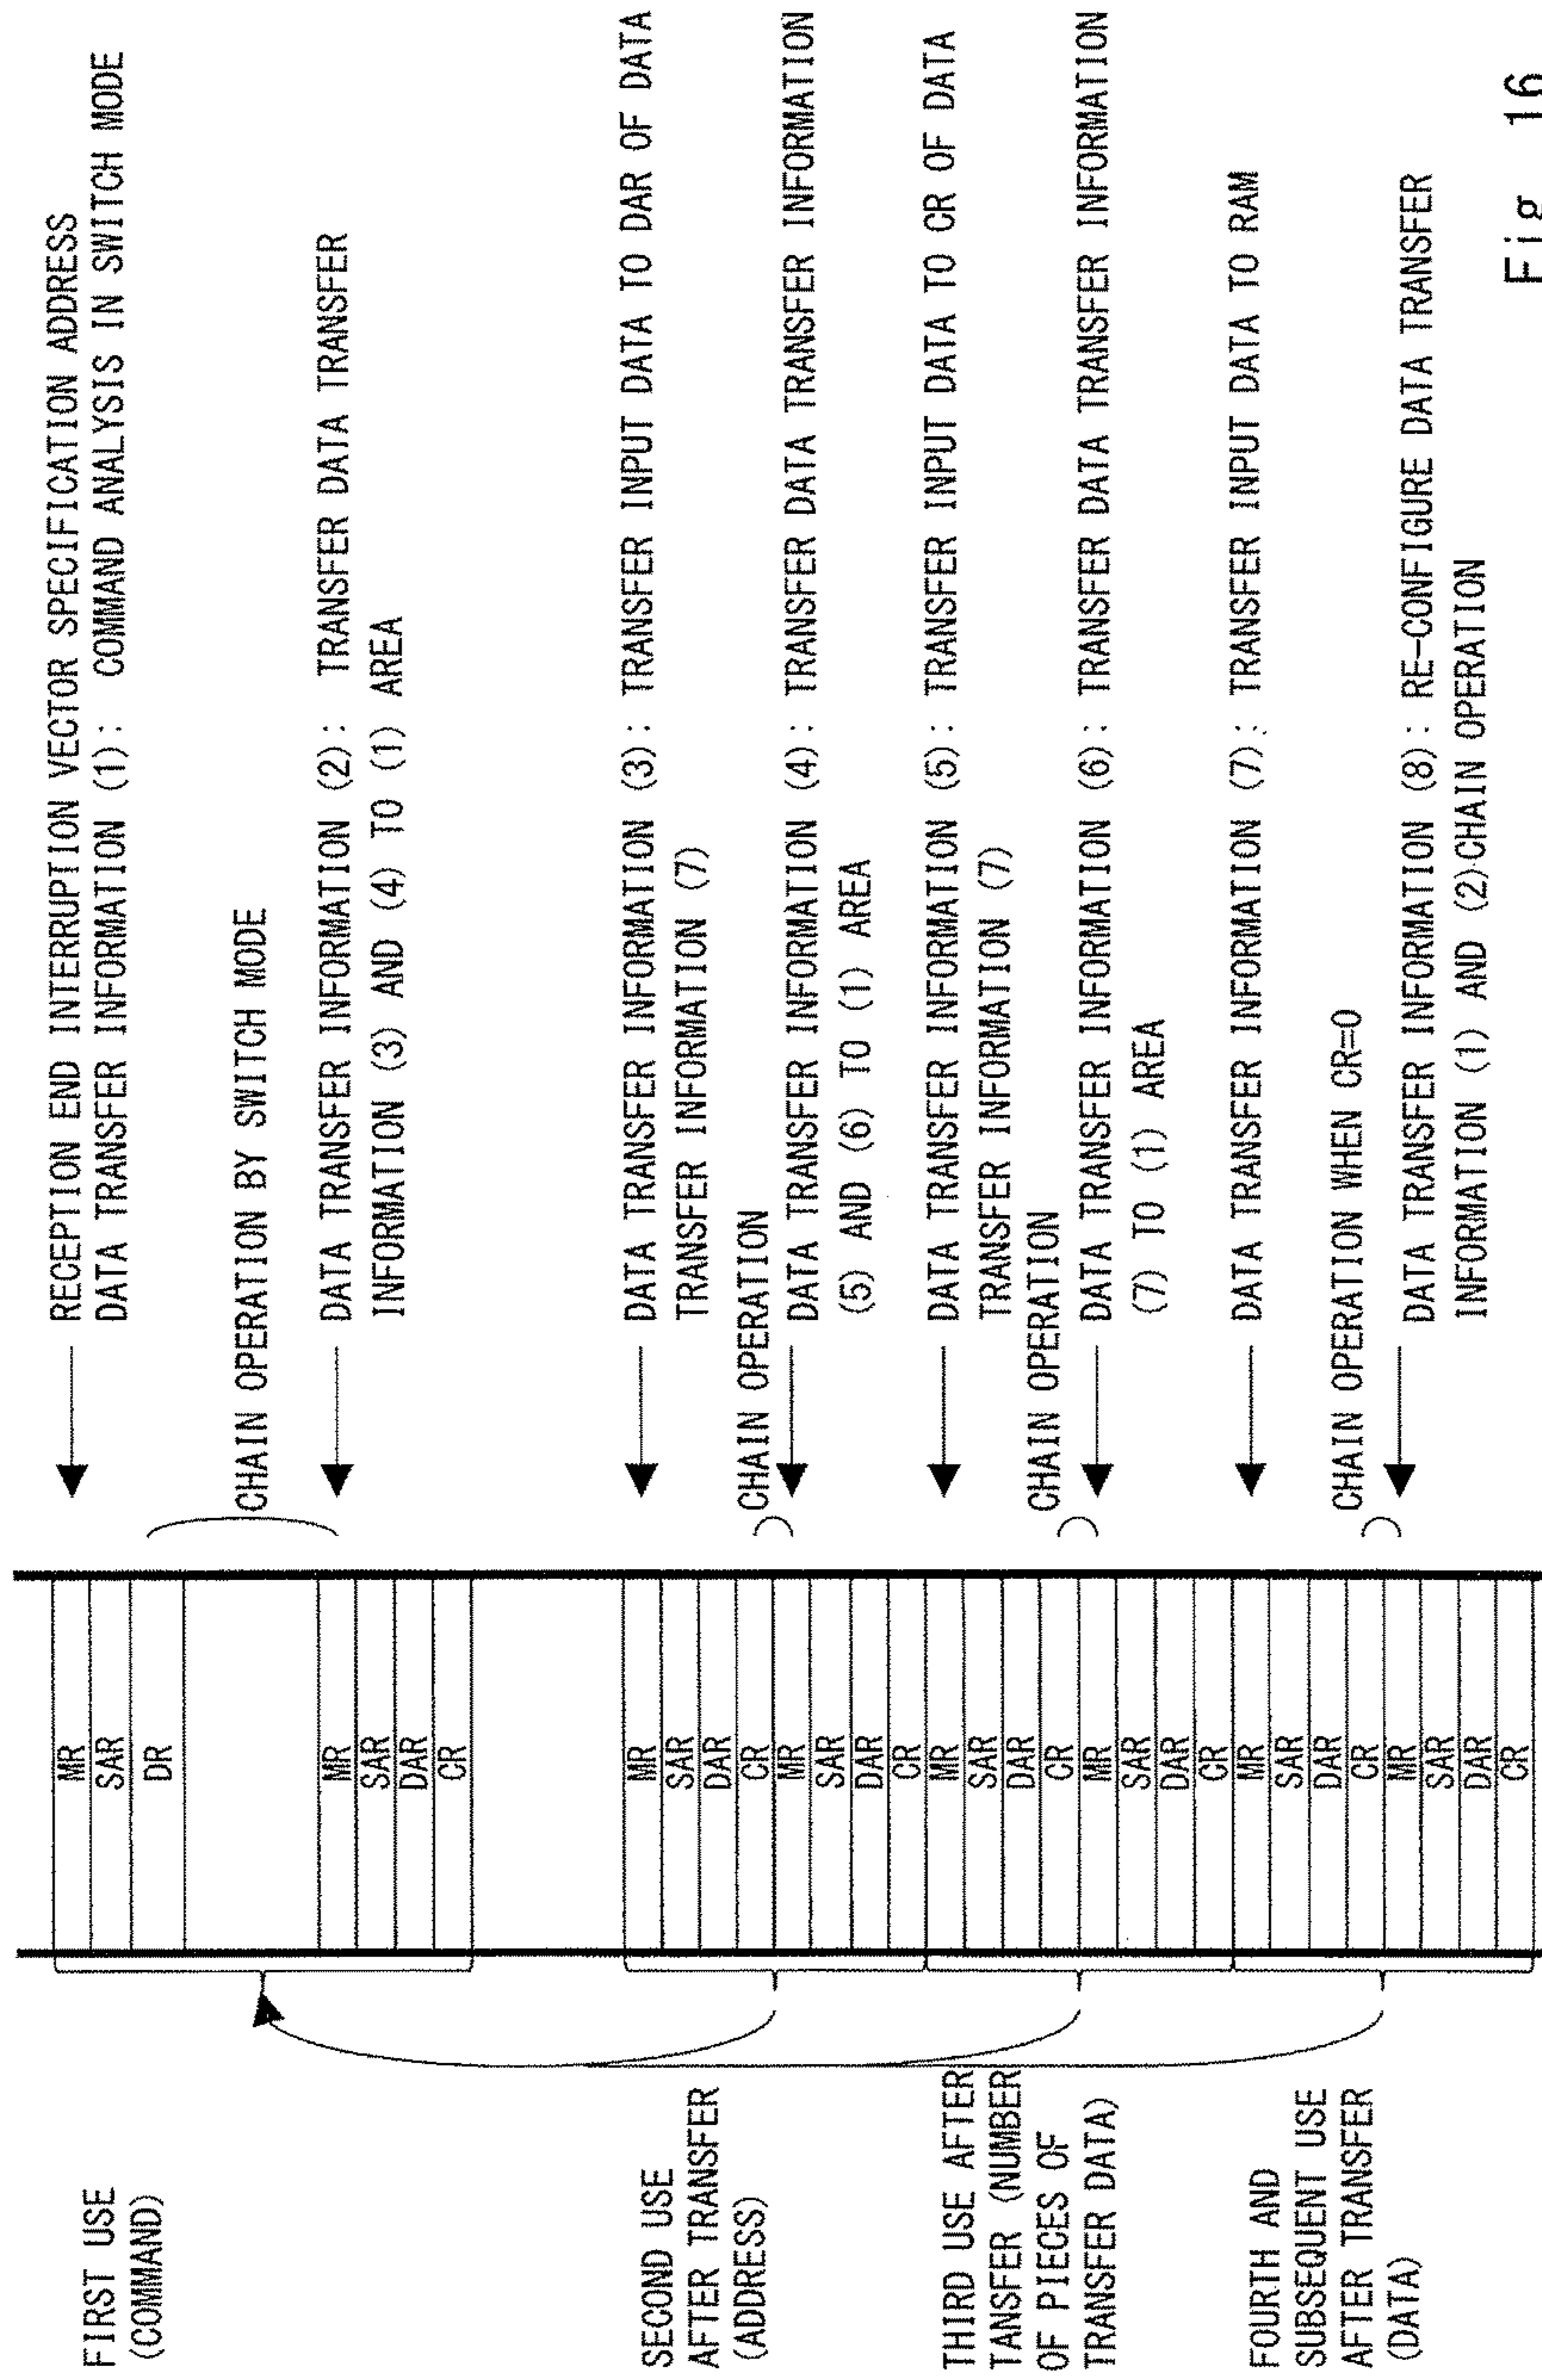 FIRST USE
(COMMAND)
SECOND USE
AFTER TRANSFER
(ADDRESS)
THIRD USE AFTER
TANSFER (NUMBER
OF PIECES OF
TRANSFER DATA)
FOURTH AND
SUBSEQUENT USE
AFTER TRANSFER
(DATA)
MR
SAR
DR
MR
SAR
DAR
CR
MR
SAR
DAR
CR
MR
SAR
DAR
CR
MR
SAR
DAR
CR
MR
SAR
DAR
CR
MR
SAR
DAR
CR
MR
SAR
DAR
CR
RECEPTION END INTERRUPTION VECTOR SPECIFICATION ADDRESS
DATA TRANSFER INFORMATION (1): COMMAND ANALYSIS IN SWITCH MODE
CHAIN OPERATION BY SWITCH MODE
DATA TRANSFER INFORMATION (2): TRANSFER DATA TRANSFER
INFORMATION (3) AND (4) TO (1) AREA
DATA TRANSFER INFORMATION (3): TRANSFER INPUT DATA TO DAR OF DATA
TRANSFER INFORMATION (7)
CHAIN OPERATION
DATA TRANSFER INFORMATION (4): TRANSFER DATA TRANSFER INFORMATION
(5) AND (6) TO (1) AREA
DATA TRANSFER INFORMATION (5): TRANSFER INPUT DATA TO CR OF DATA
TRANSFER INFORMATION (7)
CHAIN OPERATION
DATA TRANSFER INFORMATION (6): TRANSFER DATA TRANSFER INFORMATION
(7) TO (1) AREA
DATA TRANSFER INFORMATION (7): TRANSFER INPUT DATA TO RAM
CHAIN OPERATION WHEN CR=0
DATA TRANSFER INFORMATION (8): RE-CONFIGURE DATA TRANSFER
INFORMATION (1) AND (2) CHAIN OPERATION
Fig. 16